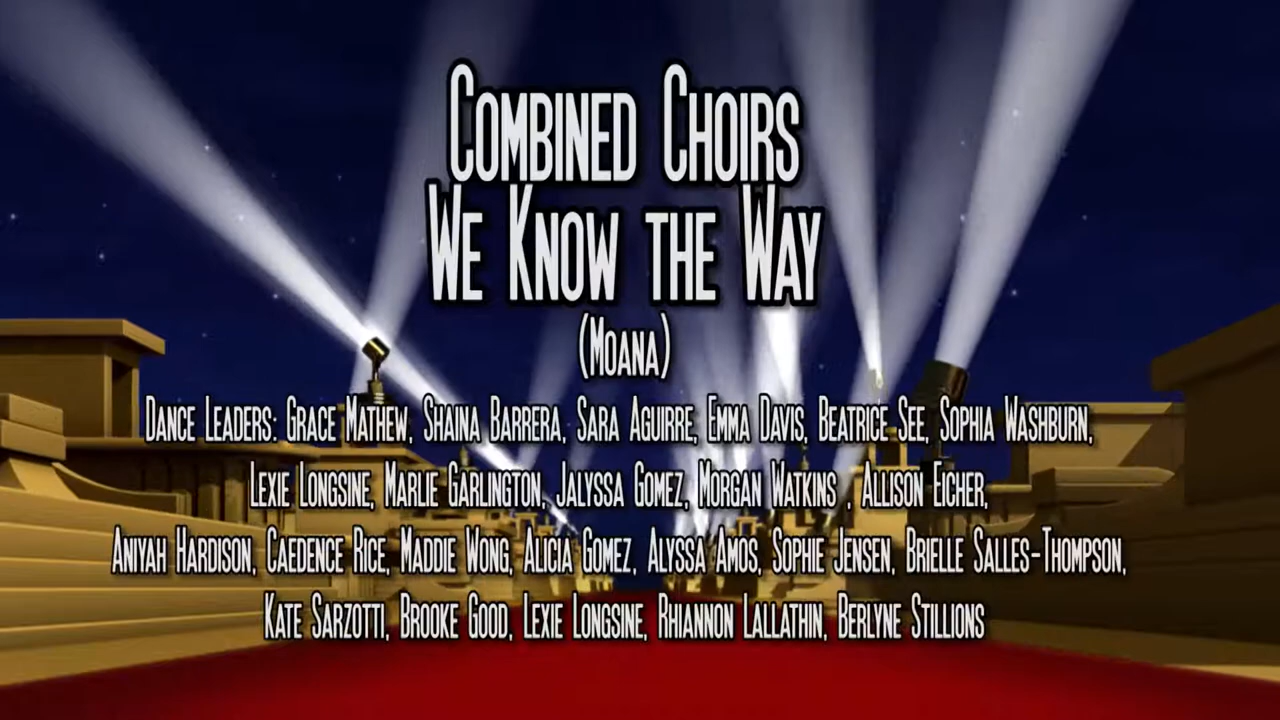 Combined Choirs
We Know the Way
(Moana)
Dance Leaders: Grace Mathew, Shaina Barrera, Sara Aguirre, Emma Davis, Beatrice See, Sophia Washburn,
Lexie Longsine, Marlie Garlington, Jalyssa Gomez, Morgan Watkins , Allison Eicher,
Aniyah Hardison, Caedence Rice, Maddie Wong, Alicia Gomez, Alyssa Amos, Sophie Jensen, Brielle Salles-Thompson,
Kate Sarzotti, Brooke Good, Lexie Longsine, Rhiannon Lallathin, Berlyne Stillions